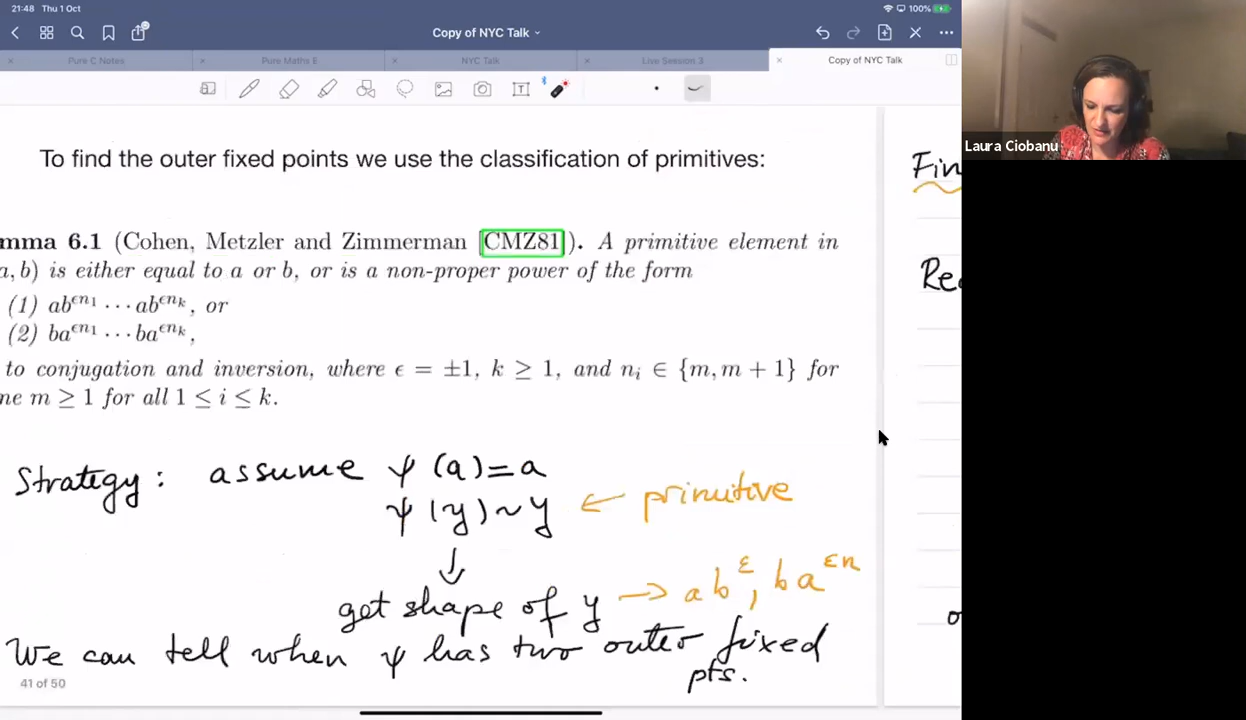 21:48 Thu 1 Oct
100%
Copy of NYC Talk
Pure C Notes
Pure Maths E
NYC Talk
Live Session 3
Copy of NYC Talk
Laura Ciobanu
To find the outer fixed points we use the classification of primitives:
mma 6.1 (Cohen, Metzler and Zimmerman [CMZ81]). A primitive element in
a, b) is either equal to a or b, or is a non-proper power of the form
(1) ab^{ϵn_1} ⋯ ab^{ϵn_k}, or
(2) ba^{ϵn_1} ⋯ ba^{ϵn_k},
to conjugation and inversion, where ϵ = ±1, k ≥ 1, and n_i ∈ {m, m + 1} for
ne m ≥ 1 for all 1 ≤ i ≤ k.
Strategy: assume ψ(a)=a
ψ(y)~y ← primitive
↓
get shape of y → ab^ε, ba^{εn}
We can tell when ψ has two outer fixed
pts.
41 of 50
Fin
Re